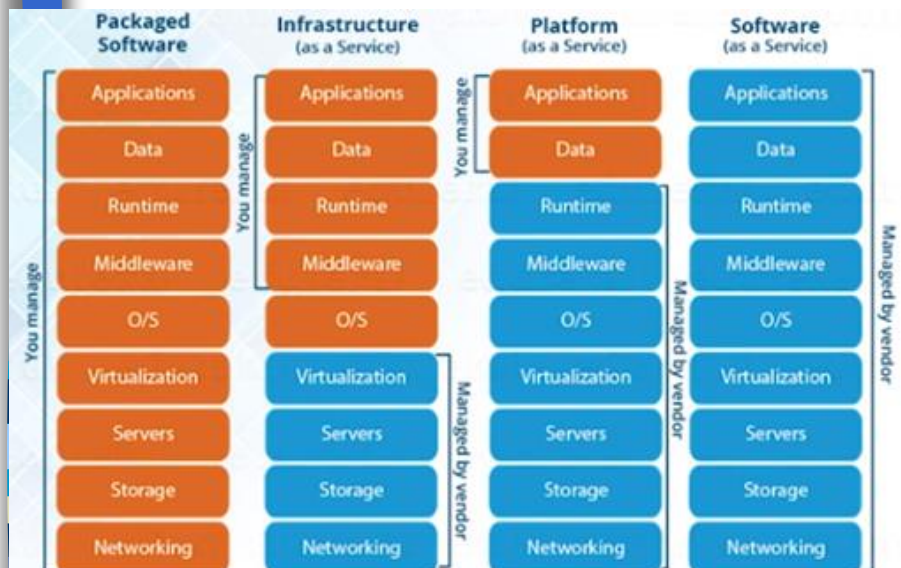 Packaged
Software
You manage
Applications
Data
Runtime
Middleware
O/S
Virtualization
Servers
Storage
Networking
Infrastructure
(as a Service)
You manage
Applications
Data
Runtime
Middleware
O/S
Virtualization
Servers
Storage
Networking
Managed by vendor
Platform
(as a Service)
You manage
Applications
Data
Runtime
Middleware
O/S
Virtualization
Servers
Storage
Networking
Managed by vendor
Software
(as a Service)
Applications
Data
Runtime
Middleware
O/S
Virtualization
Servers
Storage
Networking
Managed by vendor